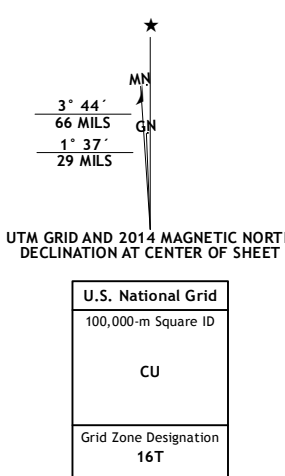 ★
MN
3° 44´
66 MILS
GN
1° 37´
29 MILS
UTM GRID AND 2014 MAGNETIC NORT
DECLINATION AT CENTER OF SHEET
U.S. National Grid
100,000-m Square ID
CU
Grid Zone Designation
16T